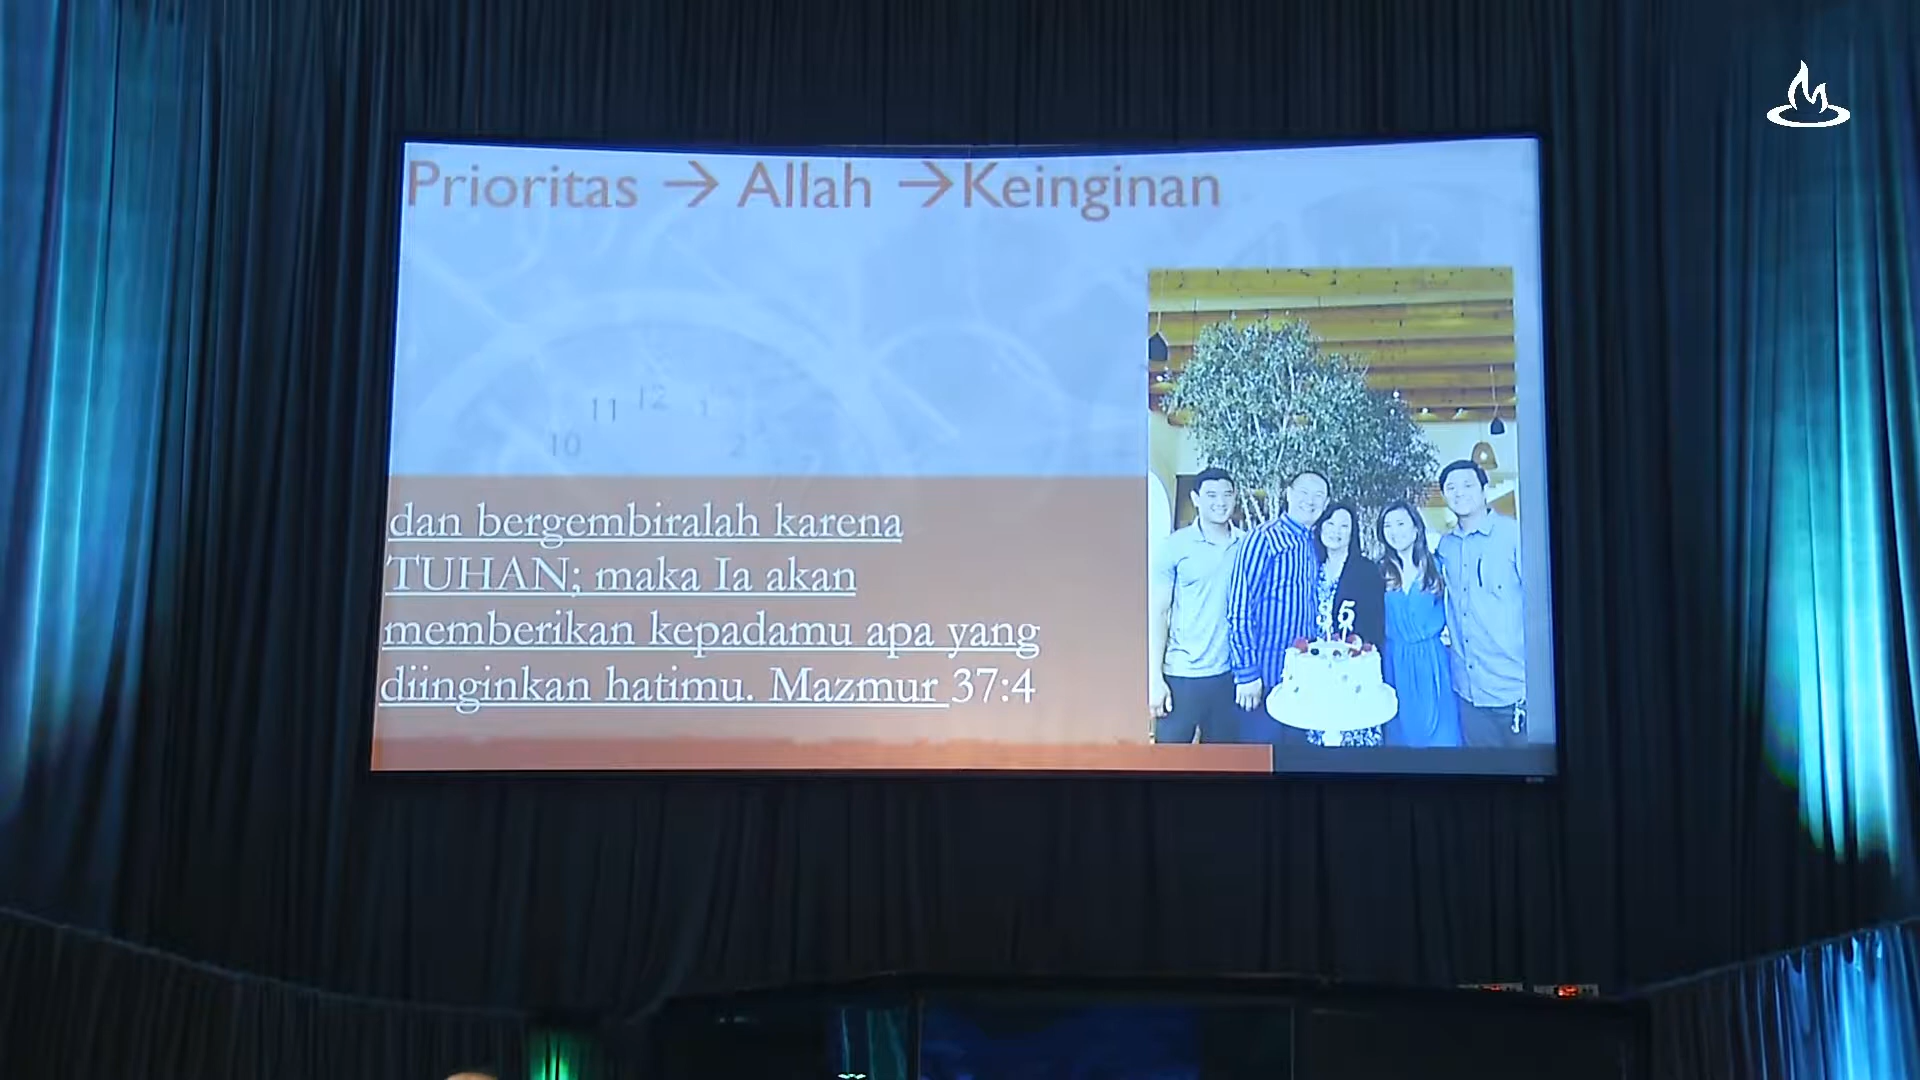 Prioritas → Allah →Keinginan
11 12 1
10 2
dan bergembiralah karena
TUHAN; maka Ia akan
memberikan kepadamu apa yang
diinginkan hatimu. Mazmur 37:4